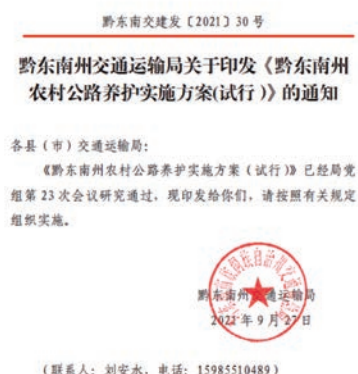 黔东南交建发〔2021〕30号
黔东南州交通运输局关于印发《黔东南州
农村公路养护实施方案(试行)》的通知
各县（市）交通运输局：
《黔东南州农村公路养护实施方案（试行）》已经局党
组第23次会议研究通过，现印发给你们，请按照有关规定
组织实施。
黔东南州交通运输局
2021年9月27日
（联系人：刘安水，电话：15985510489）